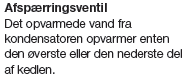 Afspærringsventil
Det opvarmede vand fra
kondensatoren opvarmer enten
den øverste eller den nederste del
af kedlen.